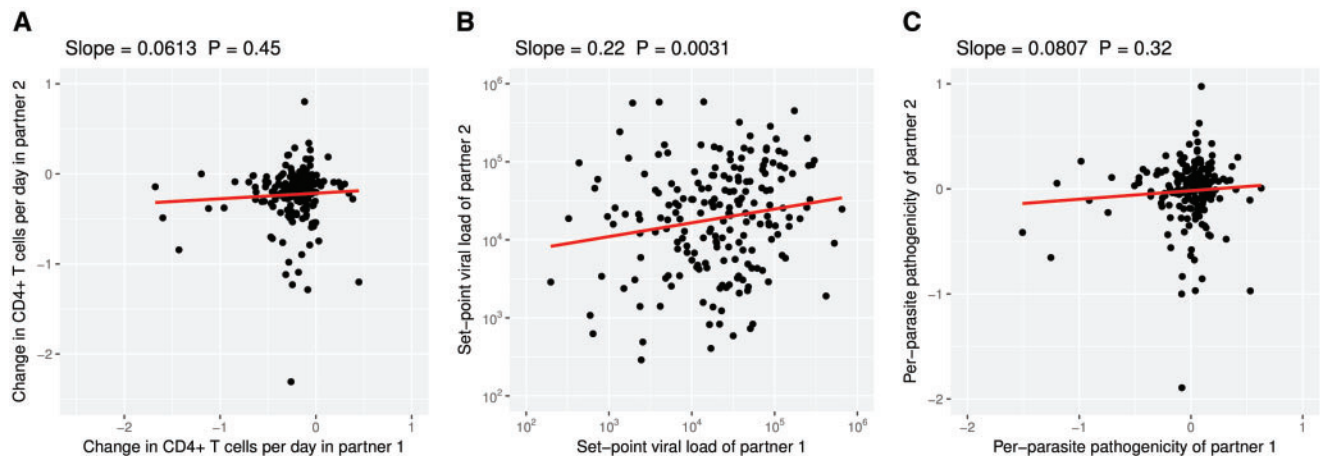 A
Slope = 0.0613 P = 0.45
Change in CD4+ T cells per day in partner 2
1
0
−1
−2
−2
−1
0
1
Change in CD4+ T cells per day in partner 1
B
Slope = 0.22 P = 0.0031
Set−point viral load of partner 2
10⁶
10⁵
10⁴
10³
10²
10²
10³
10⁴
10⁵
10⁶
Set−point viral load of partner 1
C
Slope = 0.0807 P = 0.32
Per−parasite pathogenicity of partner 2
1
0
−1
−2
−2
−1
0
1
Per−parasite pathogenicity of partner 1